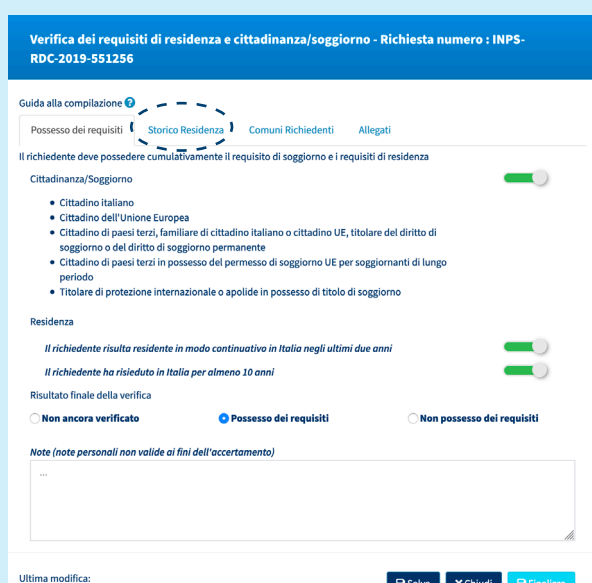 Verifica dei requisiti di residenza e cittadinanza/soggiorno - Richiesta numero : INPS-
RDC-2019-551256
Guida alla compilazione ?
Possesso dei requisiti Storico Residenza Comuni Richiedenti Allegati
Il richiedente deve possedere cumulativamente il requisito di soggiorno e i requisiti di residenza
Cittadinanza/Soggiorno
• Cittadino italiano
• Cittadino dell'Unione Europea
• Cittadino di paesi terzi, familiare di cittadino italiano o cittadino UE, titolare del diritto di
soggiorno o del diritto di soggiorno permanente
• Cittadino di paesi terzi in possesso del permesso di soggiorno UE per soggiornanti di lungo
periodo
• Titolare di protezione internazionale o apolide in possesso di titolo di soggiorno
Residenza
Il richiedente risulta residente in modo continuativo in Italia negli ultimi due anni
Il richiedente ha risieduto in Italia per almeno 10 anni
Risultato finale della verifica
Non ancora verificato Possesso dei requisiti Non possesso dei requisiti
Note (note personali non valide ai fini dell'accertamento)
...
Ultima modifica: Salva Chiudi Finalizza